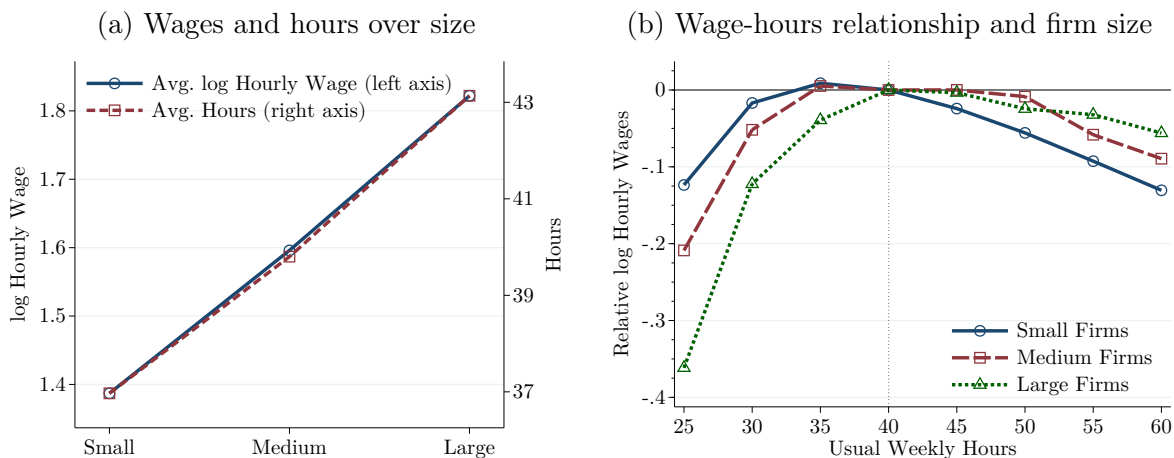 (a) Wages and hours over size
Avg. log Hourly Wage (left axis)
Avg. Hours (right axis)
log Hourly Wage
1.8
1.7
1.6
1.5
1.4
Hours
43
41
39
37
Small Medium Large
(b) Wage-hours relationship and firm size
Relative log Hourly Wages
0
-.1
-.2
-.3
-.4
Small Firms
Medium Firms
Large Firms
25 30 35 40 45 50 55 60
Usual Weekly Hours